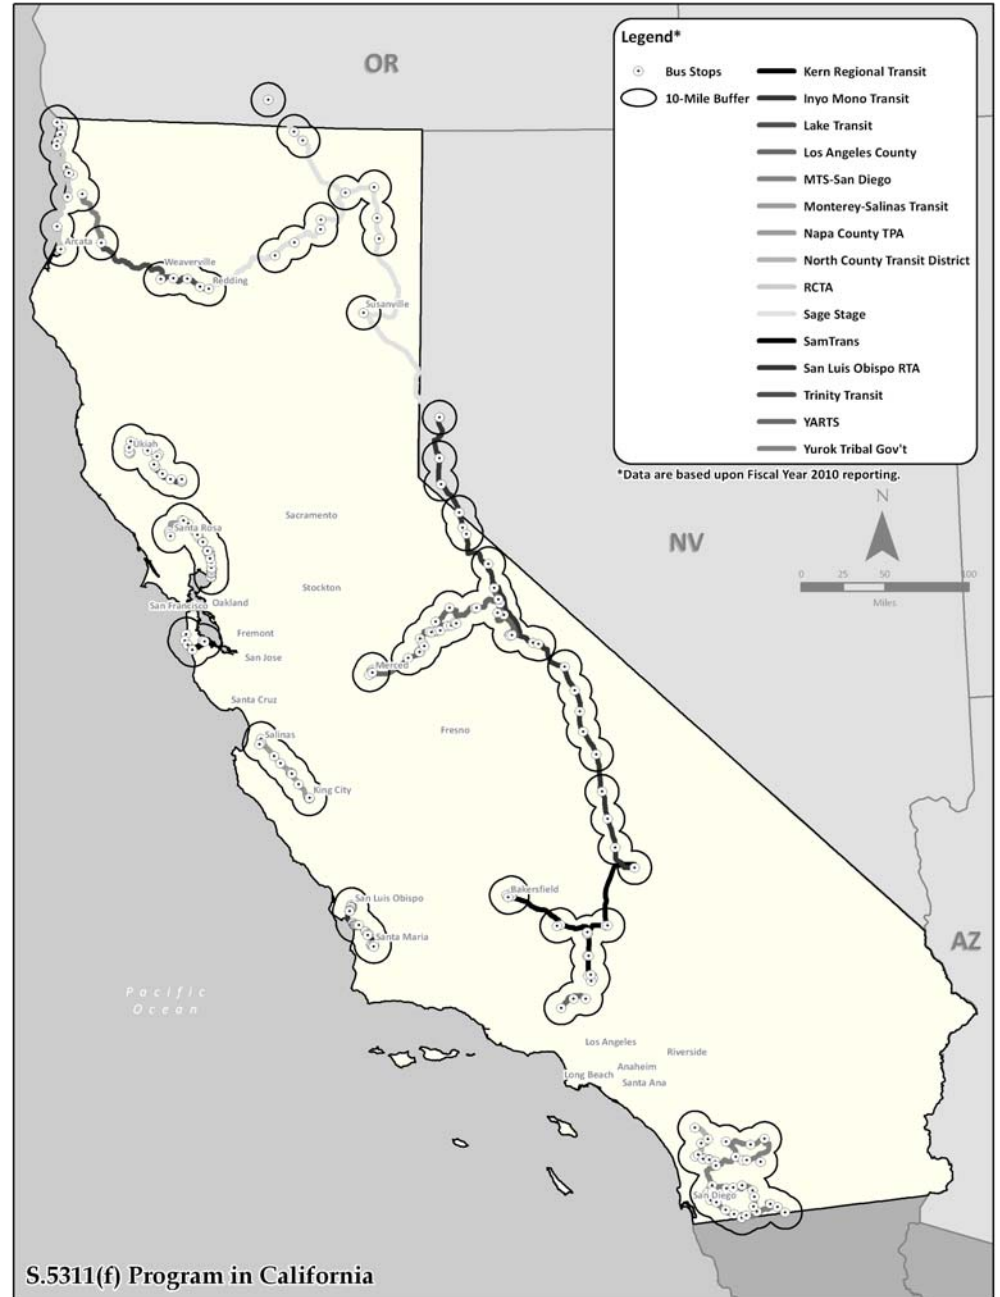 OR
Legend*
Bus Stops
10-Mile Buffer
Kern Regional Transit
Inyo Mono Transit
Lake Transit
Los Angeles County
MTS-San Diego
Monterey-Salinas Transit
Napa County TPA
North County Transit District
RCTA
Sage Stage
SamTrans
San Luis Obispo RTA
Trinity Transit
YARTS
Yurok Tribal Gov't
*Data are based upon Fiscal Year 2010 reporting.
N
0 25 50 100
Miles
NV
AZ
Arcata
Weaverville
Redding
Susanville
Ukiah
Santa Rosa
Sacramento
Stockton
San Francisco
Oakland
Fremont
San Jose
Santa Cruz
Merced
Fresno
Salinas
King City
San Luis Obispo
Santa Maria
Bakersfield
Pacific
Ocean
Los Angeles
Riverside
Anaheim
Long Beach
Santa Ana
San Diego
S.5311(f) Program in California